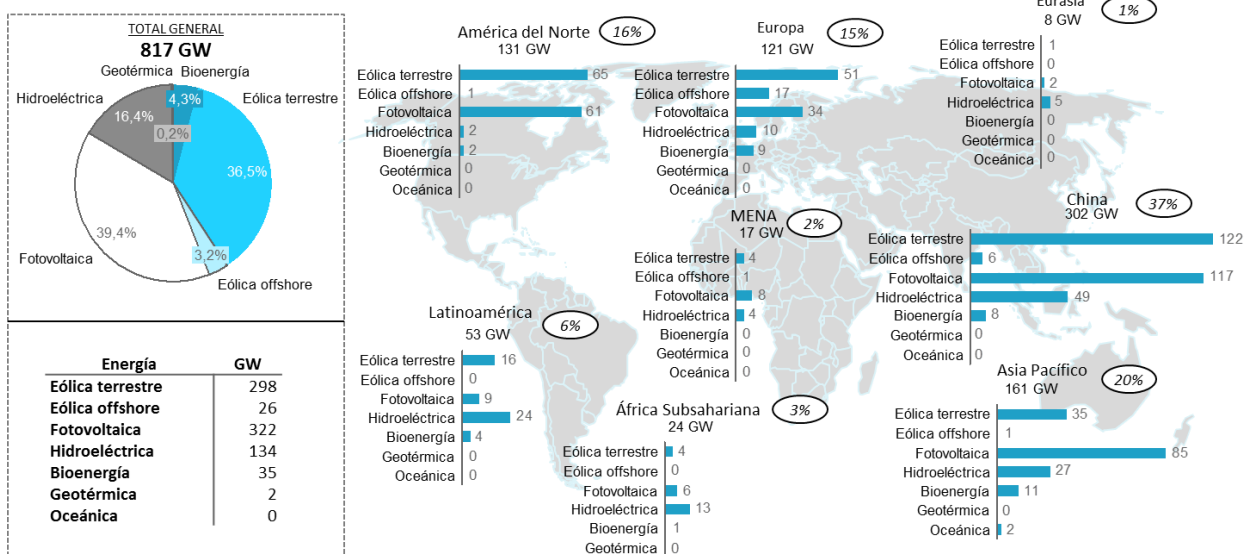 TOTAL GENERAL
817 GW
Geotérmica Bioenergía
Hidroeléctrica
4,3%
Eólica terrestre
16,4%
0,2%
36,5%
39,4%
3,2%
Fotovoltaica
Eólica offshore
Energía GW
Eólica terrestre 298
Eólica offshore 26
Fotovoltaica 322
Hidroeléctrica 134
Bioenergía 35
Geotérmica 2
Oceánica 0
América del Norte 16%
131 GW
Eólica terrestre 65
Eólica offshore 1
Fotovoltaica 61
Hidroeléctrica 2
Bioenergía 2
Geotérmica 0
Oceánica 0
Europa 15%
121 GW
Eólica terrestre 51
Eólica offshore 17
Fotovoltaica 34
Hidroeléctrica 10
Bioenergía 9
Geotérmica 0
Oceánica 0
Eurasia 1%
8 GW
Eólica terrestre 1
Eólica offshore 0
Fotovoltaica 2
Hidroeléctrica 5
Bioenergía 0
Geotérmica 0
Oceánica 0
MENA 2%
17 GW
Eólica terrestre 4
Eólica offshore 1
Fotovoltaica 8
Hidroeléctrica 4
Bioenergía 0
Geotérmica 0
Oceánica 0
China 37%
302 GW
Eólica terrestre 122
Eólica offshore 6
Fotovoltaica 117
Hidroeléctrica 49
Bioenergía 8
Geotérmica 0
Oceánica 0
Latinoamérica 6%
53 GW
Eólica terrestre 16
Eólica offshore 0
Fotovoltaica 9
Hidroeléctrica 24
Bioenergía 4
Geotérmica 0
Oceánica 0
África Subsahariana 3%
24 GW
Eólica terrestre 4
Eólica offshore 0
Fotovoltaica 6
Hidroeléctrica 13
Bioenergía 1
Geotérmica 0
Asia Pacífico 20%
161 GW
Eólica terrestre 35
Eólica offshore 1
Fotovoltaica 85
Hidroeléctrica 27
Bioenergía 11
Geotérmica 0
Oceánica 2